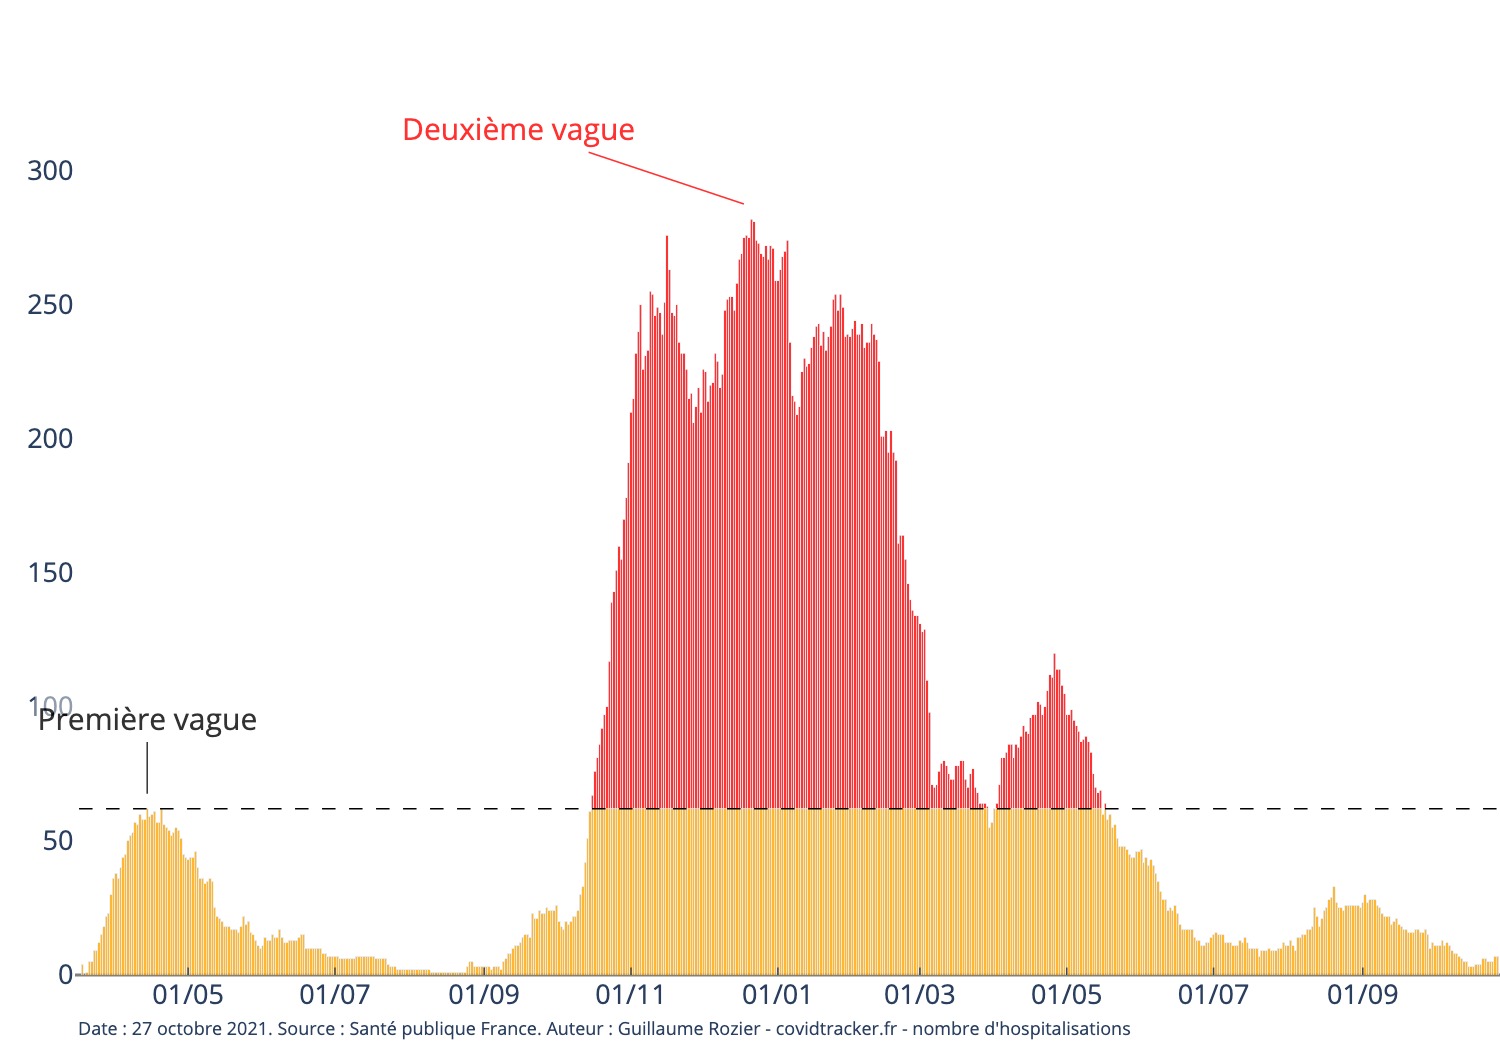 Deuxième vague
300
250
200
150
100
Première vague
50
0
01/05 01/07 01/09 01/11 01/01 01/03 01/05 01/07 01/09
Date : 27 octobre 2021. Source : Santé publique France. Auteur : Guillaume Rozier - covidtracker.fr - nombre d'hospitalisations